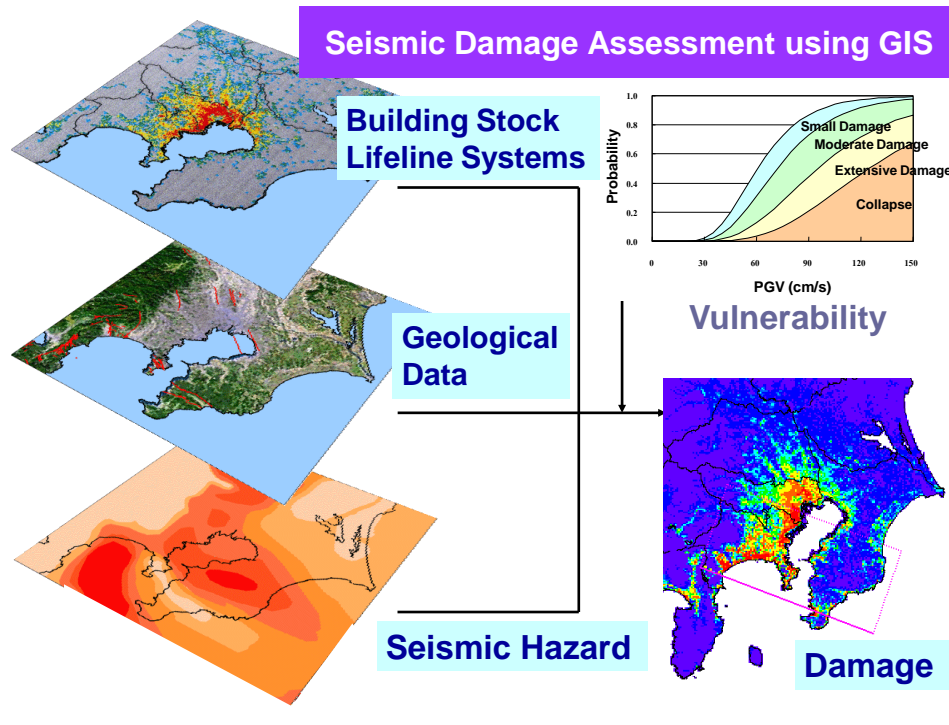 Seismic Damage Assessment using GIS
Building Stock
Lifeline Systems
Geological
Data
Seismic Hazard
Probability
1.0
0.8
0.6
0.4
0.2
0.0
Small Damage
Moderate Damage
Extensive Damage
Collapse
0 30 60 90 120 150
PGV (cm/s)
Vulnerability
Damage